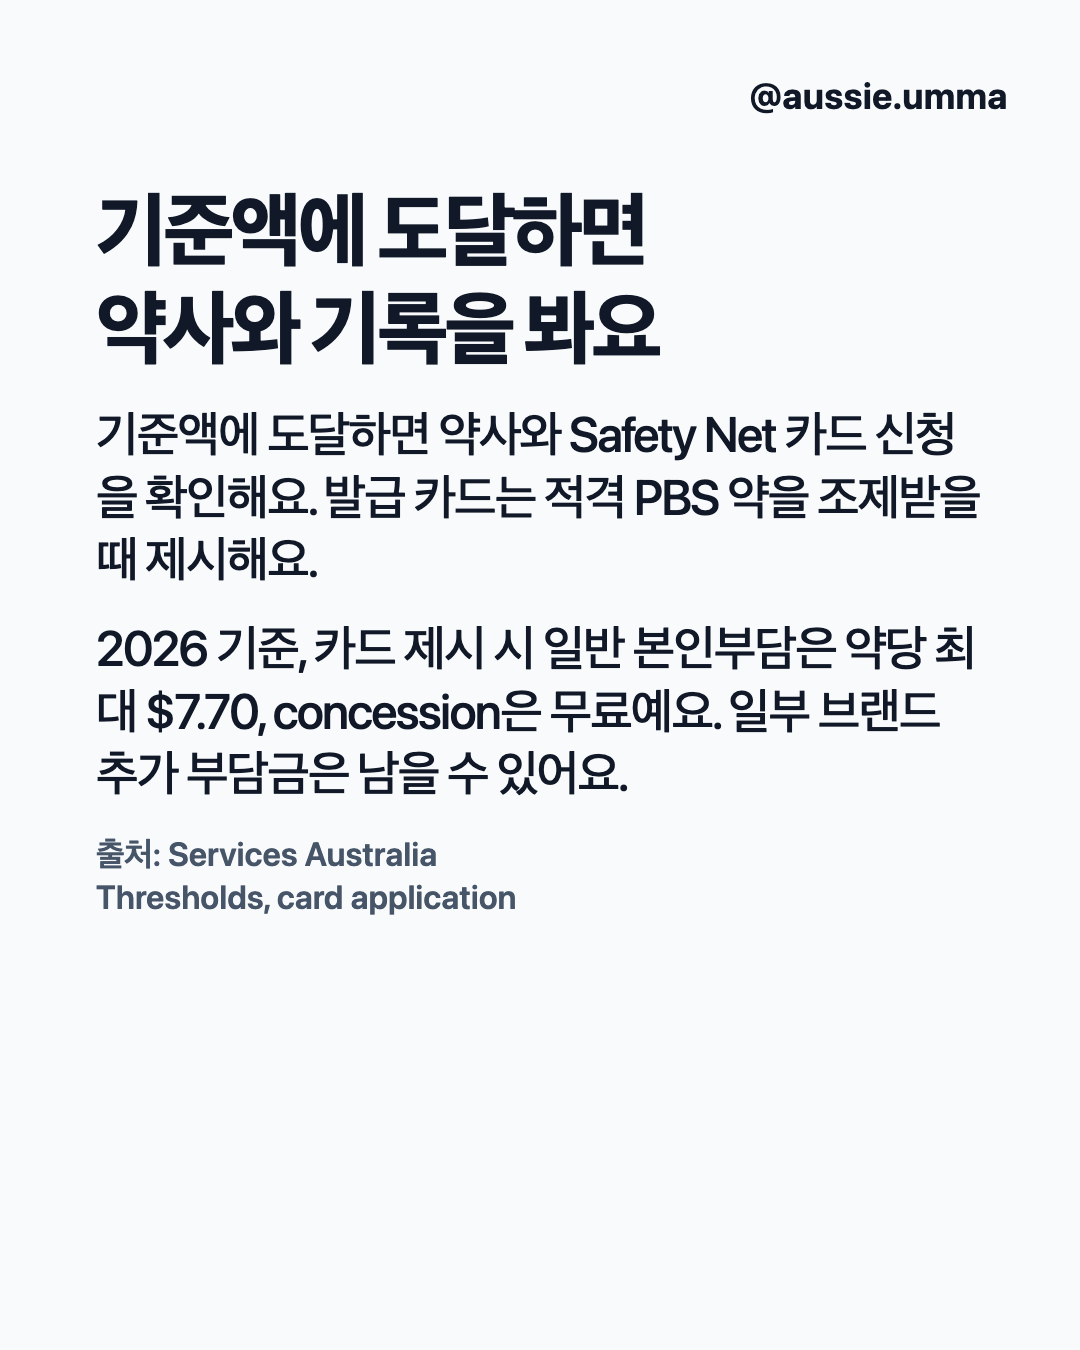 @aussie.umma
기준액에 도달하면
약사와 기록을 봐요
기준액에 도달하면 약사와 Safety Net 카드 신청
을 확인해요. 발급 카드는 적격 PBS 약을 조제받을
때 제시해요.
2026 기준, 카드 제시 시 일반 본인부담은 약당 최
대 $7.70, concession은 무료예요. 일부 브랜드
추가 부담금은 남을 수 있어요.
출처: Services Australia
Thresholds, card application